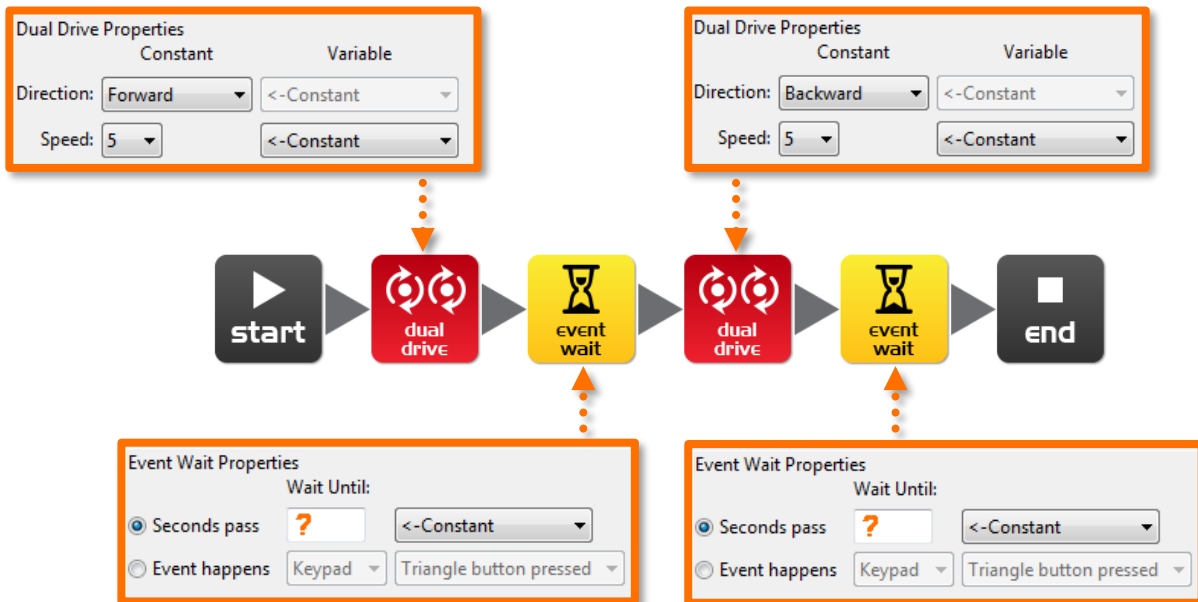 Dual Drive Properties
Constant Variable
Direction: Forward <-Constant
Speed: 5 <-Constant
Dual Drive Properties
Constant Variable
Direction: Backward <-Constant
Speed: 5 <-Constant
start
dual
drive
event
wait
dual
drive
event
wait
end
Event Wait Properties
Wait Until:
Seconds pass ? <-Constant
Event happens Keypad Triangle button pressed
Event Wait Properties
Wait Until:
Seconds pass ? <-Constant
Event happens Keypad Triangle button pressed